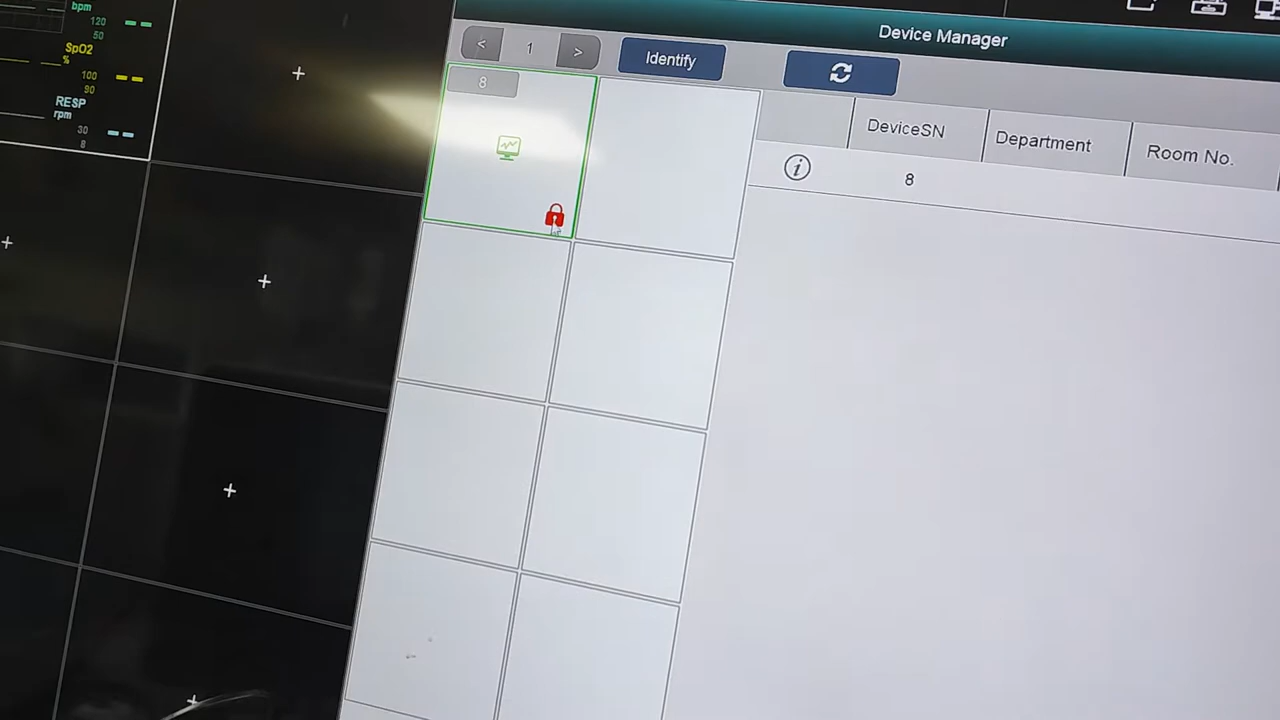 bpm
120
50
SpO2
%
100
90
RESP
rpm
30
8
Device Manager
< 1 >
Identify
8
DeviceSN
Department
Room No.
i
8